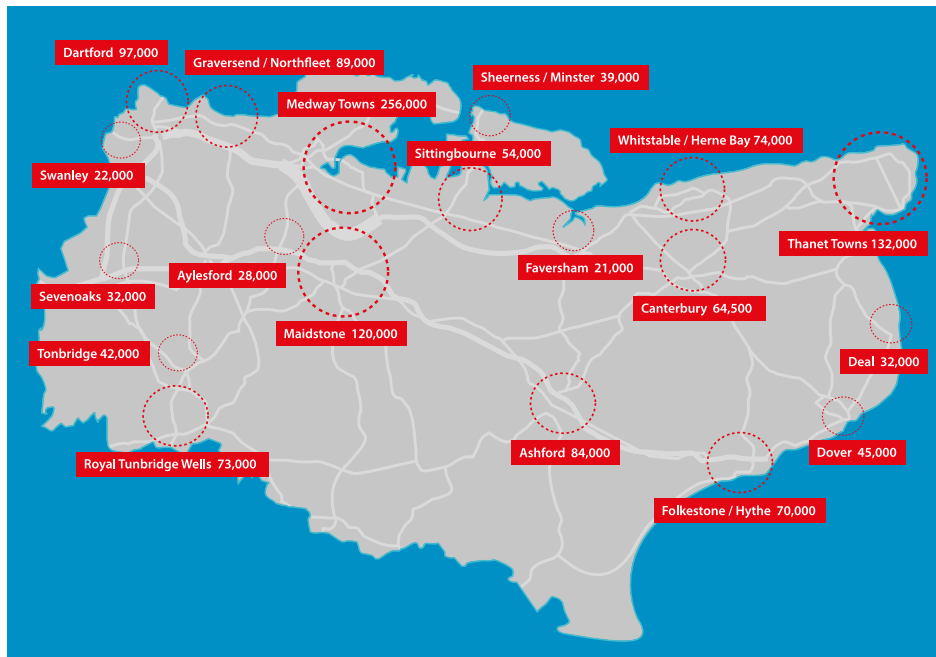 Dartford 97,000
Graversend / Northfleet 89,000
Sheerness / Minster 39,000
Medway Towns 256,000
Whitstable / Herne Bay 74,000
Sittingbourne 54,000
Swanley 22,000
Thanet Towns 132,000
Aylesford 28,000
Faversham 21,000
Sevenoaks 32,000
Canterbury 64,500
Maidstone 120,000
Tonbridge 42,000
Deal 32,000
Ashford 84,000
Dover 45,000
Royal Tunbridge Wells 73,000
Folkestone / Hythe 70,000